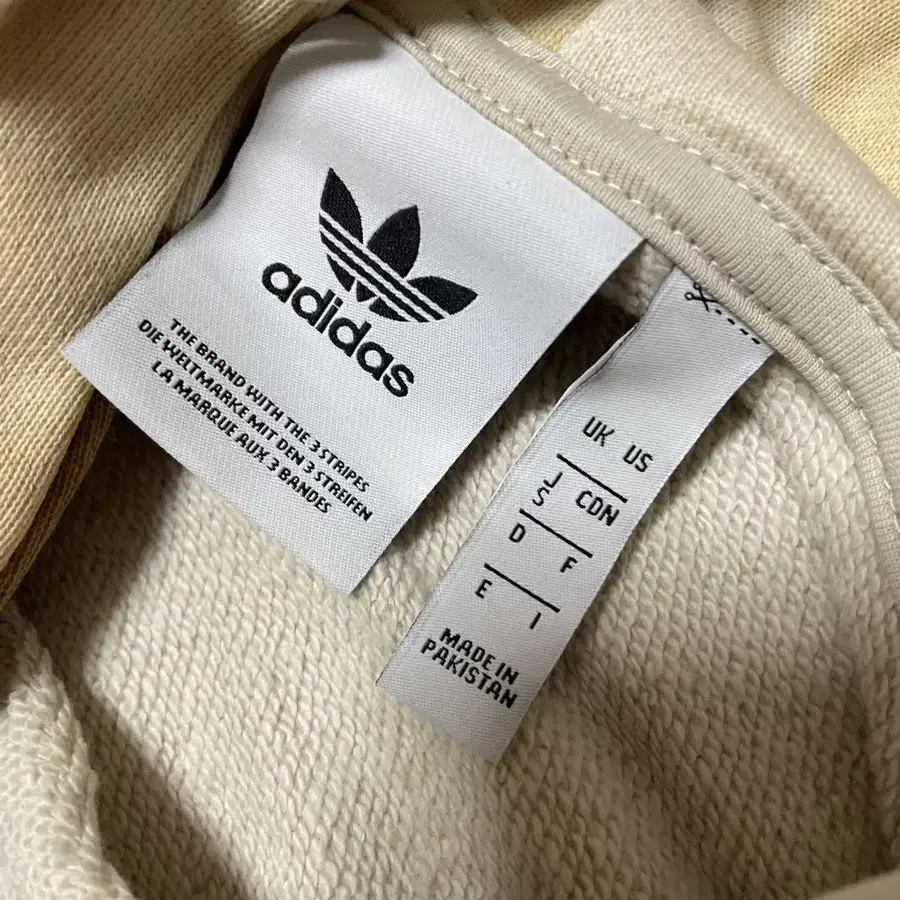 adidas
THE BRAND WITH THE 3 STRIPES
DIE WELTMARKE MIT DEN 3 STREIFEN
LA MARQUE AUX 3 BANDES
UK US
J CDN
S
D F
E I
MADE IN
PAKISTAN